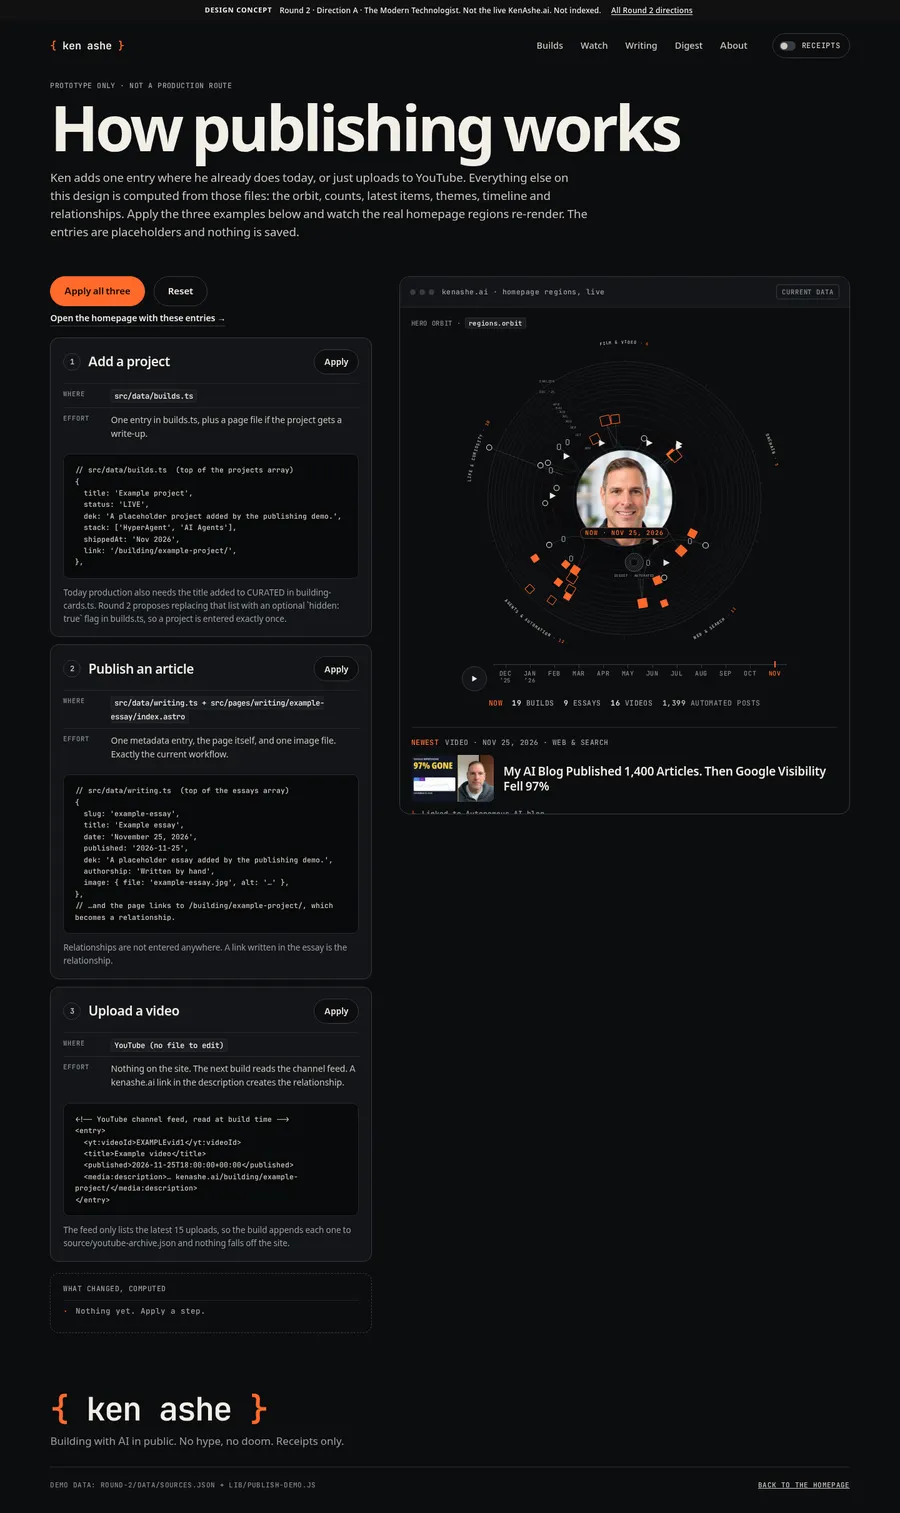 DESIGN CONCEPT Round 2 · Direction A · The Modern Technologist. Not the live KenAshe.ai. Not indexed. All Round 2 directions
{ ken ashe }
Builds Watch Writing Digest About RECEIPTS
PROTOTYPE ONLY · NOT A PRODUCTION ROUTE
How publishing works
Ken adds one entry where he already does today, or just uploads to YouTube. Everything else on
this design is computed from those files: the orbit, counts, latest items, themes, timeline and
relationships. Apply the three examples below and watch the real homepage regions re-render. The
entries are placeholders and nothing is saved.
Apply all three Reset
Open the homepage with these entries →
1 Add a project Apply
WHERE src/data/builds.ts
EFFORT One entry in builds.ts, plus a page file if the project gets a
write-up.
// src/data/builds.ts (top of the projects array)
{
title: 'Example project',
status: 'LIVE',
dek: 'A placeholder project added by the publishing demo.',
stack: ['HyperAgent', 'AI Agents'],
shippedAt: 'Nov 2026',
link: '/building/example-project/',
},
Today production also needs the title added to CURATED in building-
cards.ts. Round 2 proposes replacing that list with an optional `hidden:
true` flag in builds.ts, so a project is entered exactly once.
2 Publish an article Apply
WHERE src/data/writing.ts + src/pages/writing/example-
essay/index.astro
EFFORT One metadata entry, the page itself, and one image file.
Exactly the current workflow.
// src/data/writing.ts (top of the essays array)
{
slug: 'example-essay',
title: 'Example essay',
date: 'November 25, 2026',
published: '2026-11-25',
dek: 'A placeholder essay added by the publishing demo.',
authorship: 'Written by hand',
image: { file: 'example-essay.jpg', alt: '…' },
},
// …and the page links to /building/example-project/, which
becomes a relationship.
Relationships are not entered anywhere. A link written in the essay is the
relationship.
3 Upload a video Apply
WHERE YouTube (no file to edit)
EFFORT Nothing on the site. The next build reads the channel feed. A
kenashe.ai link in the description creates the relationship.
<!-- YouTube channel feed, read at build time -->
<entry>
<yt:videoId>EXAMPLEvid1</yt:videoId>
<title>Example video</title>
<published>2026-11-25T18:00:00+00:00</published>
<media:description>… kenashe.ai/building/example-
project/</media:description>
</entry>
The feed only lists the latest 15 uploads, so the build appends each one to
source/youtube-archive.json and nothing falls off the site.
WHAT CHANGED, COMPUTED
· Nothing yet. Apply a step.
kenashe.ai · homepage regions, live CURRENT DATA
HERO ORBIT · regions.orbit
FILM & VIDEO
LIFE & CURIOSITY
NOW · NOV 25, 2026
AGENTS & AUTOMATION
WEB & SEARCH
DEC '25 JAN '26 FEB MAR APR MAY JUN JUL AUG SEP OCT NOV
NOW 19 BUILDS 9 ESSAYS 16 VIDEOS 1,399 AUTOMATED POSTS
NEWEST VIDEO · NOV 25, 2026 · WEB & SEARCH
97% GONE
My AI Blog Published 1,400 Articles. Then Google Visibility
Fell 97%
Linked to Autonomous AI blog
{ ken ashe }
Building with AI in public. No hype, no doom. Receipts only.
DEMO DATA: ROUND-2/DATA/SOURCES.JSON + LIB/PUBLISH-DEMO.JS
BACK TO THE HOMEPAGE